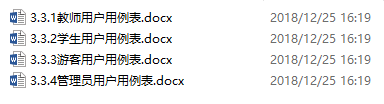 3.3.1教师用户用例表.docx 2018/12/25 16:19
3.3.2学生用户用例表.docx 2018/12/25 16:19
3.3.3游客用户用例表.docx 2018/12/25 16:19
3.3.4管理员用户用例表.docx 2018/12/25 16:19